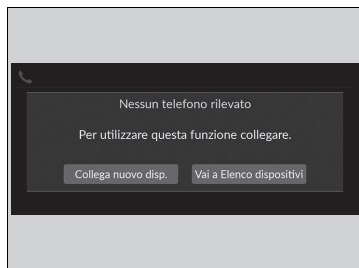 Nessun telefono rilevato
Per utilizzare questa funzione collegare.
Collega nuovo disp.
Vai a Elenco dispositivi